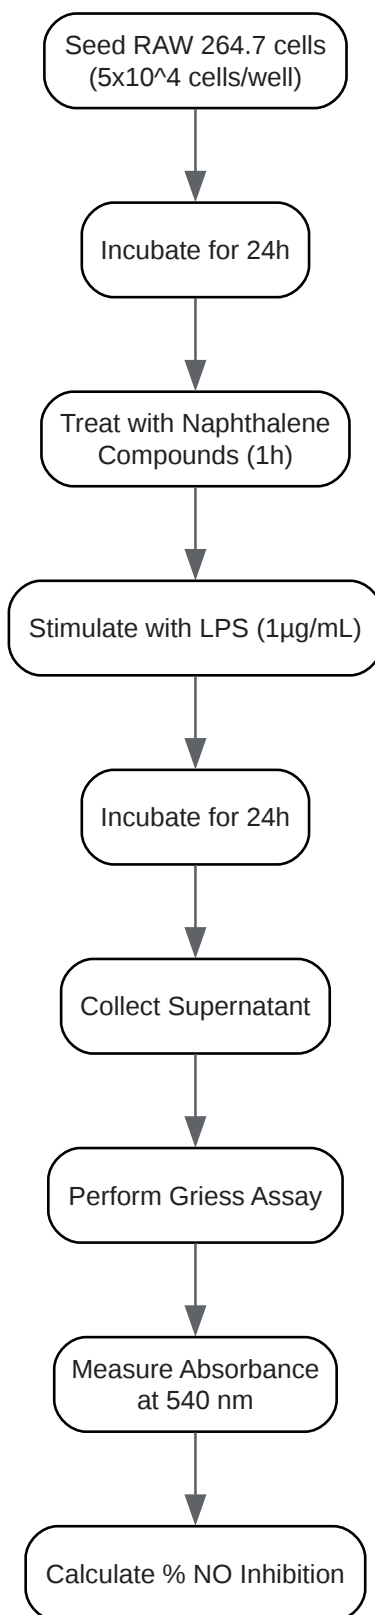 Seed RAW 264.7 cells
(5x10^4 cells/well)
Incubate for 24h
Treat with Naphthalene
Compounds (1h)
Stimulate with LPS (1µg/mL)
Incubate for 24h
Collect Supernatant
Perform Griess Assay
Measure Absorbance
at 540 nm
Calculate % NO Inhibition